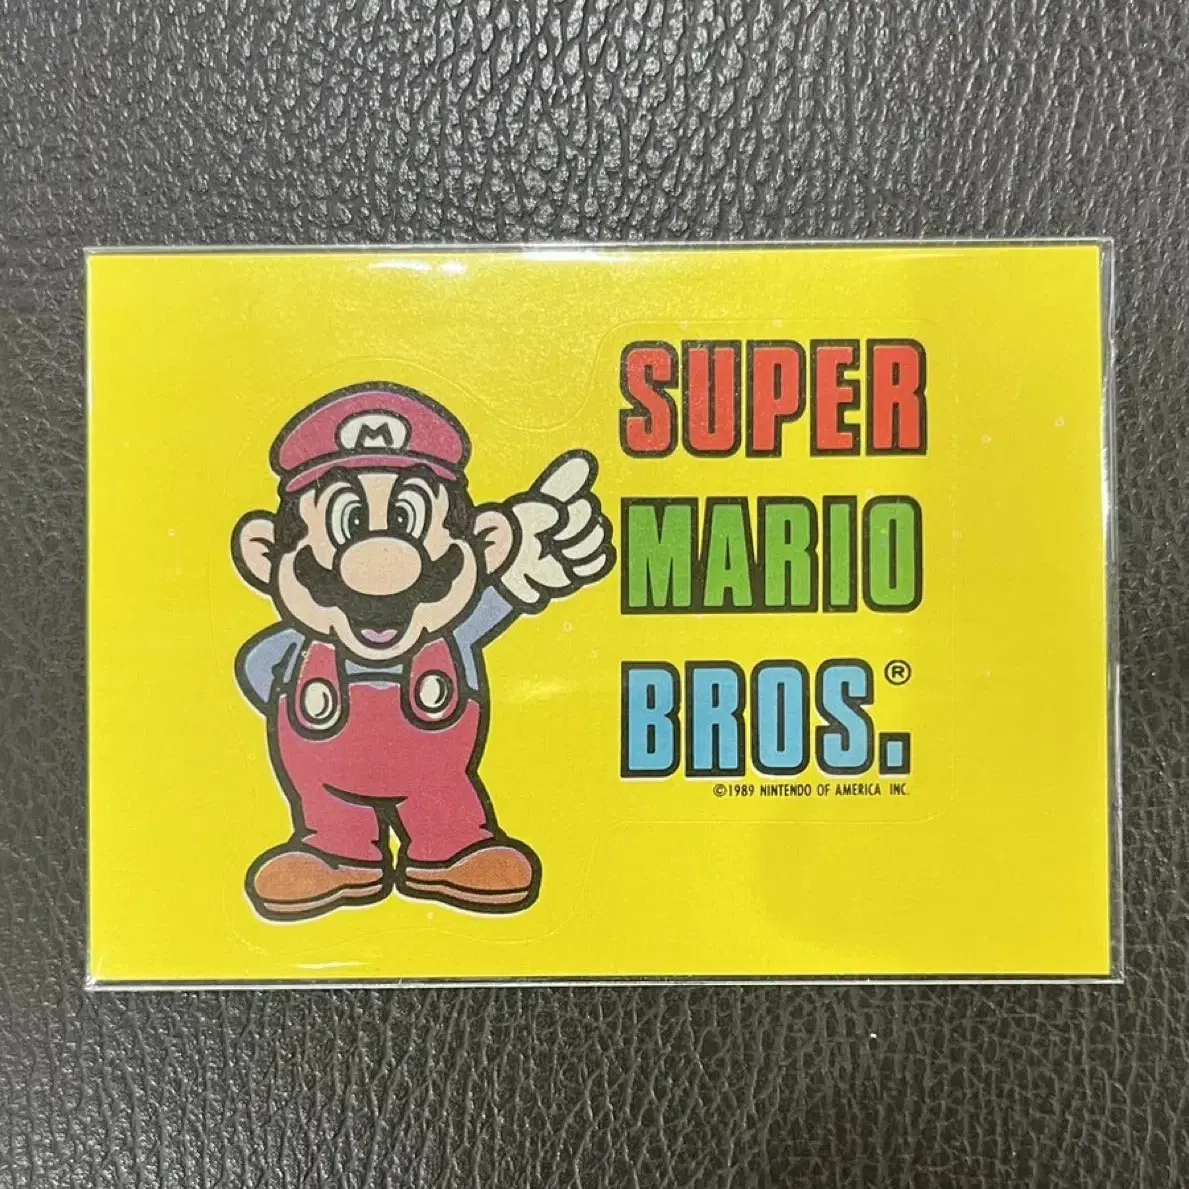 M
SUPER
MARIO
BROS.®
©1989 NINTENDO OF AMERICA INC.